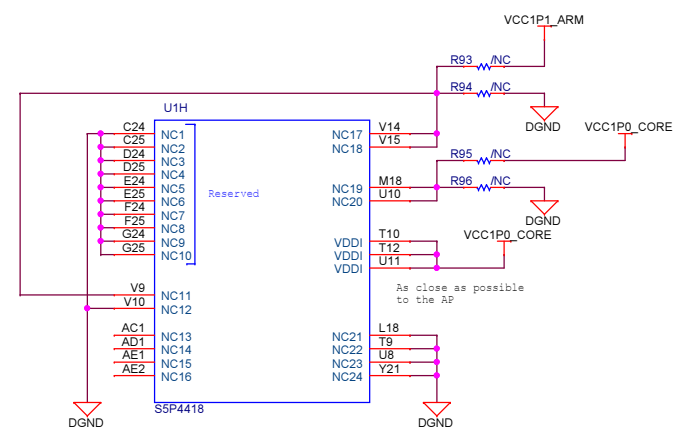 VCC1P1_ARM
R93 /NC
R94 /NC
U1H
DGND
VCC1P0_CORE
C24 NC1
C25 NC2
D24 NC3
D25 NC4
E24 NC5
E25 NC6
F24 NC7
F25 NC8
G24 NC9
G25 NC10
Reserved
V9 NC11
V10 NC12
AC1 NC13
AD1 NC14
AE1 NC15
AE2 NC16
NC17 V14
NC18 V15
R95 /NC
NC19 M18
R96 /NC
NC20 U10
DGND
VCC1P0_CORE
VDDI T10
VDDI T12
VDDI U11
As close as possible
to the AP
NC21 L18
NC22 T9
NC23 U8
NC24 Y21
S5P4418
DGND
DGND